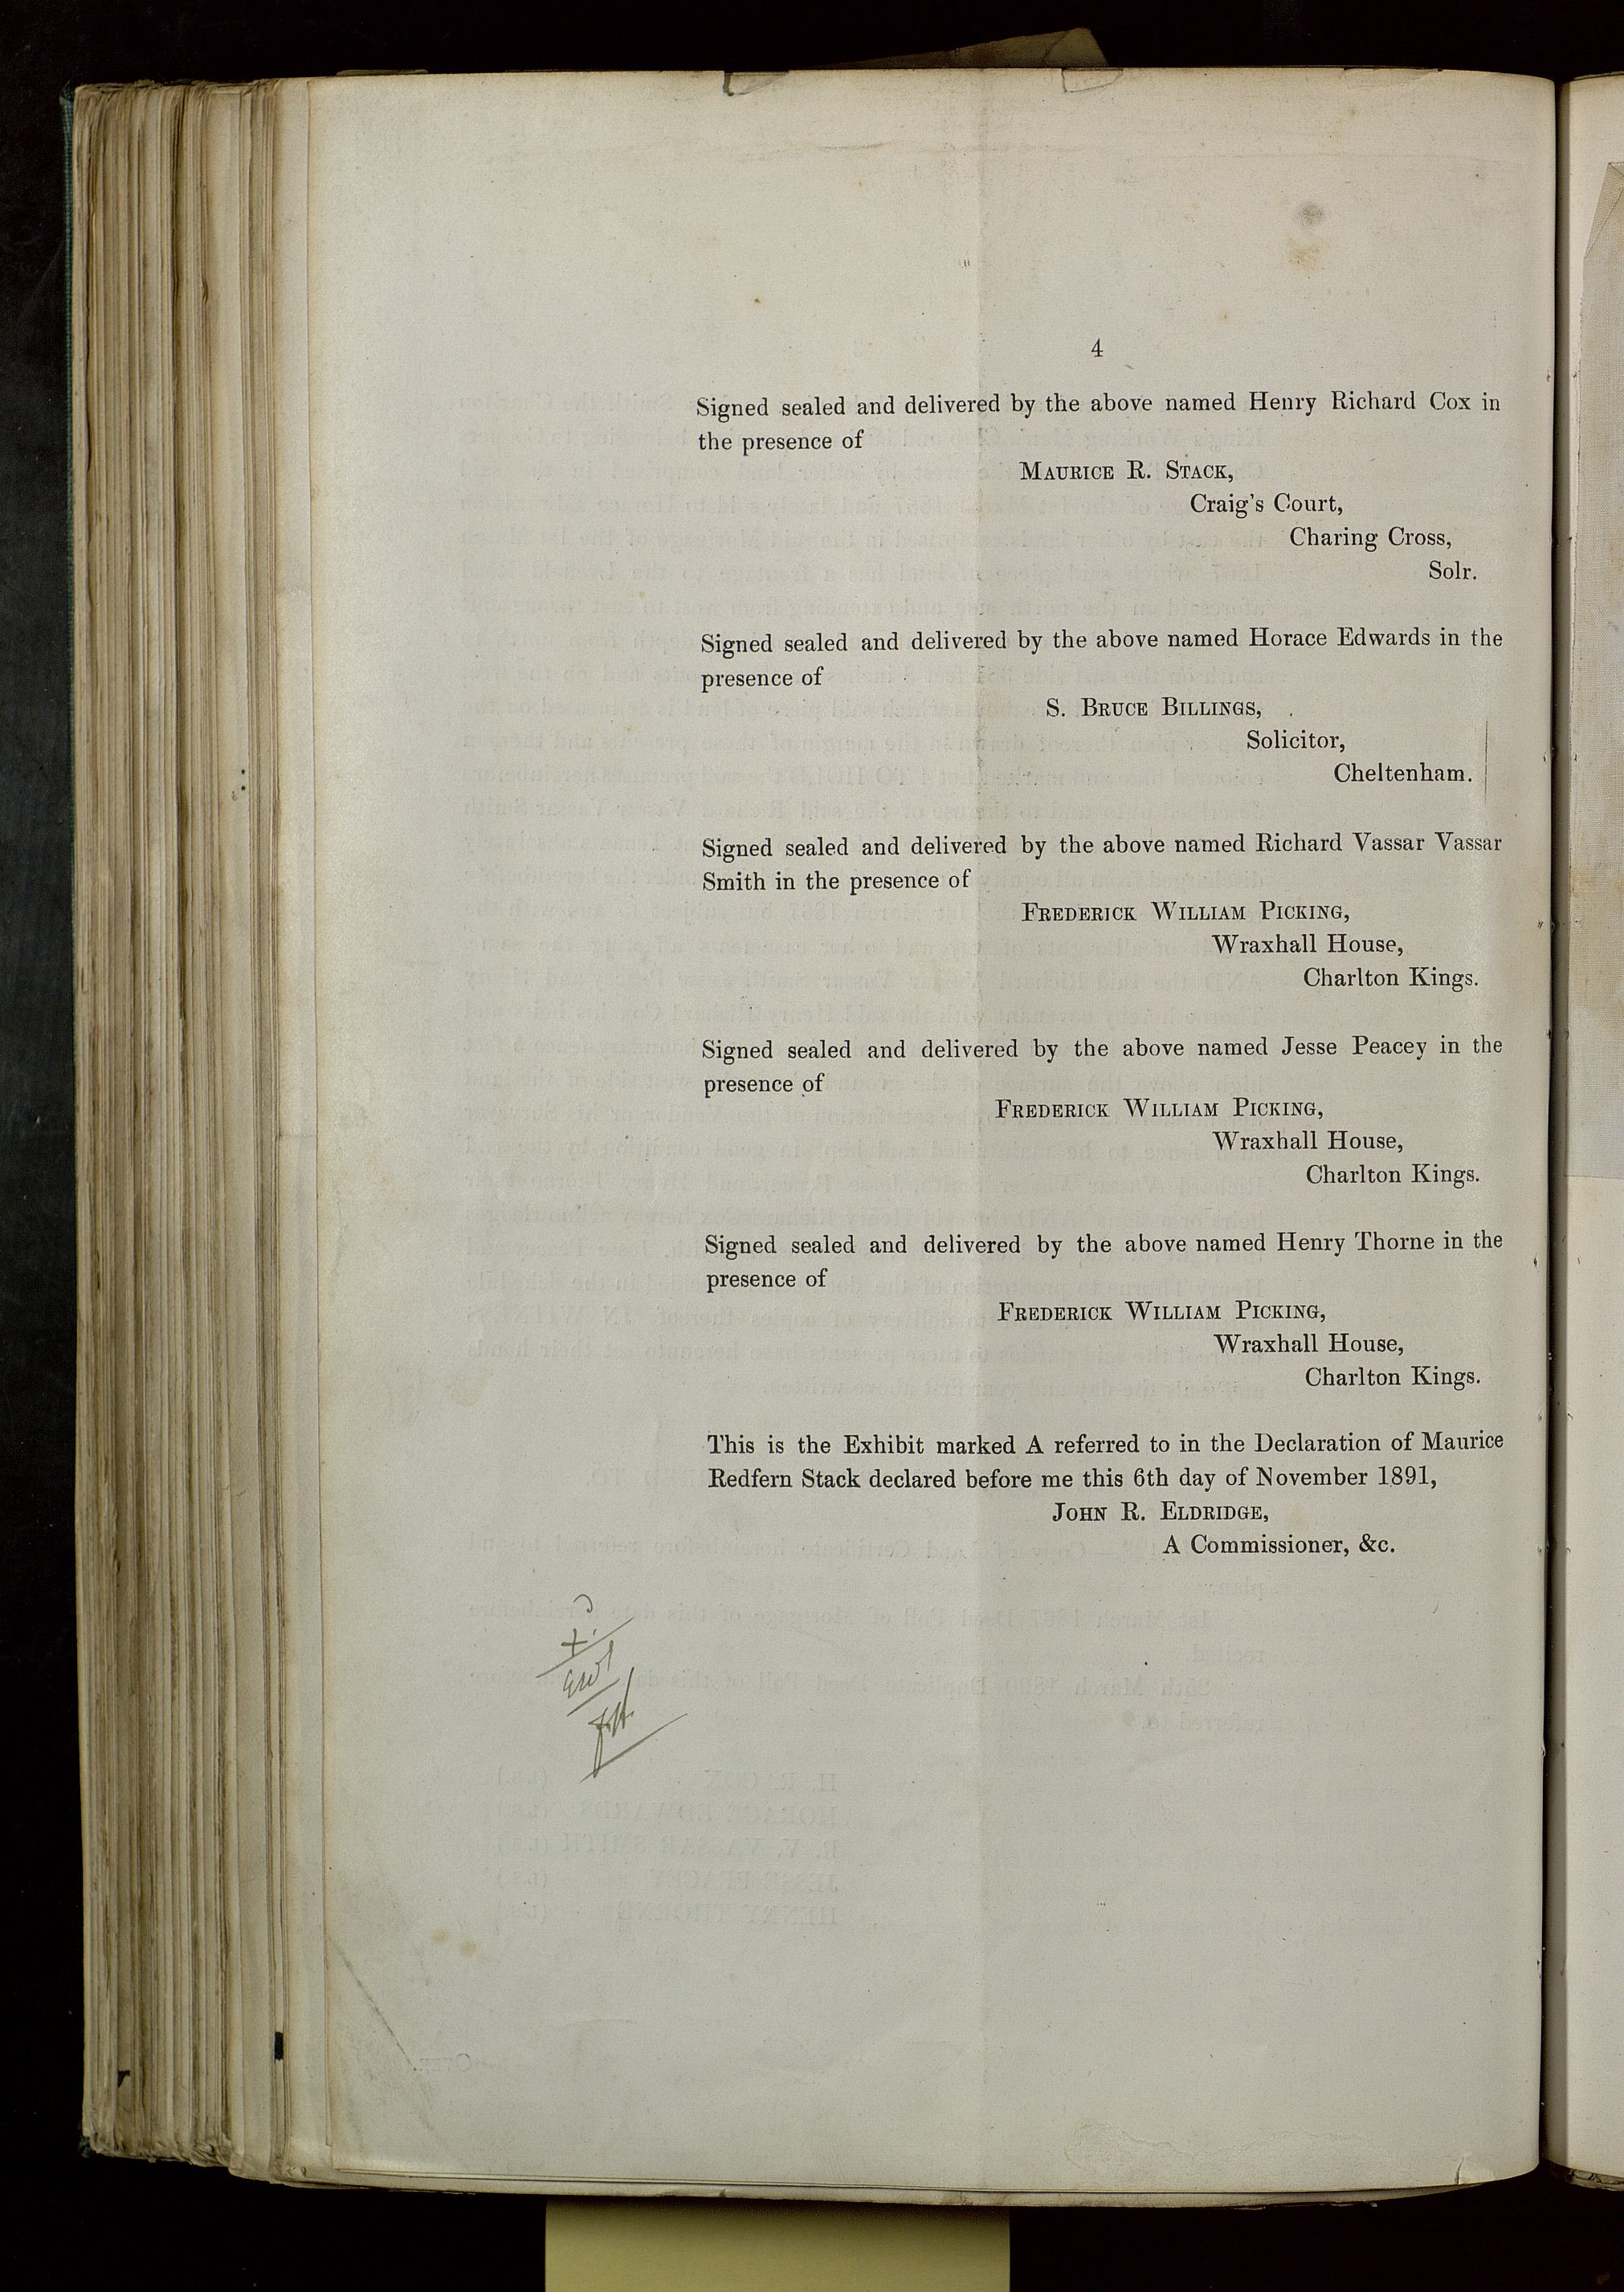 4
Signed sealed and delivered by the above named Henry Richard Cox in
the presence of
MAURICE R. STACK,
Craig's Court,
Charing Cross,
Solr.
Signed sealed and delivered by the above named Horace Edwards in the
presence of
S. BRUCE BILLINGS,
Solicitor,
Cheltenham.
Signed sealed and delivered by the above named Richard Vassar Vassar
Smith in the presence of
FREDERICK WILLIAM PICKING,
Wraxhall House,
Charlton Kings.
Signed sealed and delivered by the above named Jesse Peacey in the
presence of
FREDERICK WILLIAM PICKING,
Wraxhall House,
Charlton Kings.
Signed sealed and delivered by the above named Henry Thorne in the
presence of
FREDERICK WILLIAM PICKING,
Wraxhall House,
Charlton Kings.
This is the Exhibit marked A referred to in the Declaration of Maurice
Redfern Stack declared before me this 6th day of November 1891,
JOHN R. ELDRIDGE,
A Commissioner, &c.